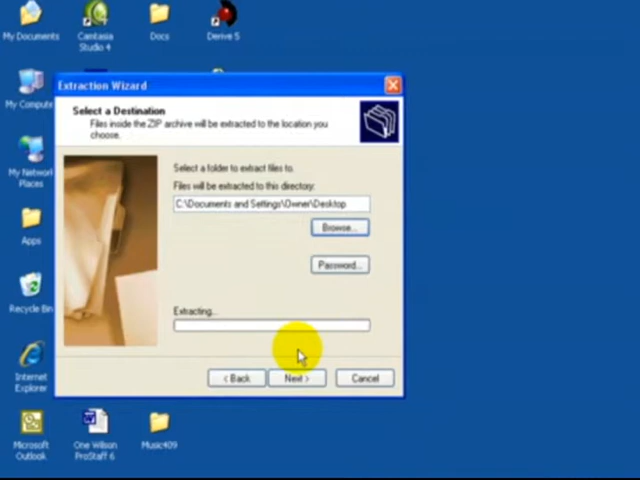 My Documents
Camtasia
Studio 4
Docs
Derive 5
My Compute
My Network
Places
Apps
Recycle Bin
Internet
Explorer
Microsoft
Outlook
One Wilson
ProStaff 6
Music409
Extraction Wizard
Select a Destination
Files inside the ZIP archive will be extracted to the location you
choose.
Select a folder to extract files to.
Files will be extracted to this directory:
C:\Documents and Settings\Owner\Desktop
Browse...
Password...
Extracting...
< Back
Next >
Cancel